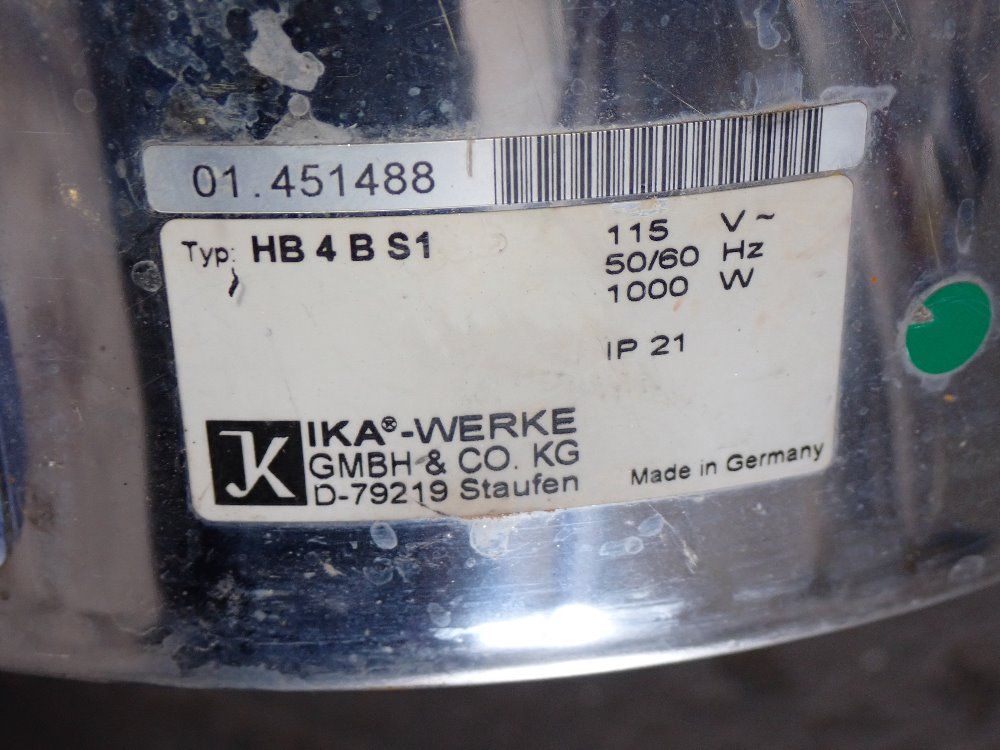 01.451488
Typ: HB 4 B S1
115 V~
50/60 Hz
1000 W
IP 21
IKA®-WERKE
GMBH & CO. KG
D-79219 Staufen
Made in Germany